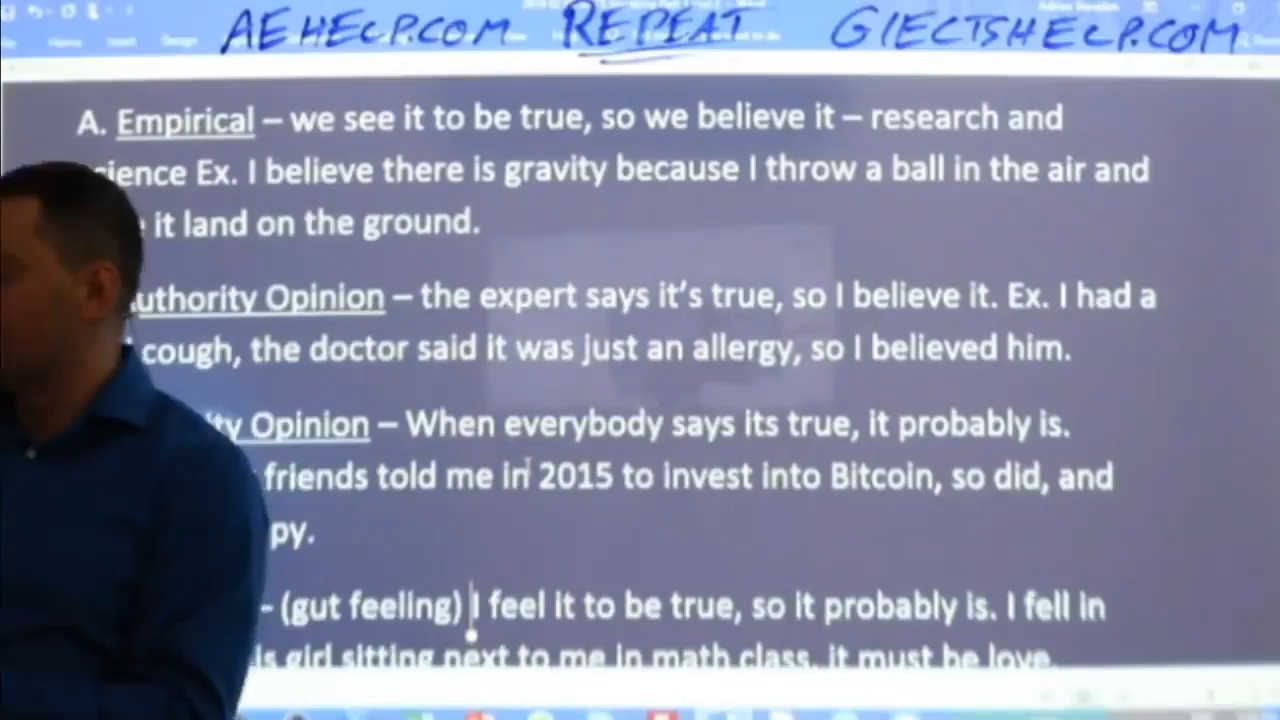 AEHELP.COM REPEAT GIELTSHELP.COM
Home Insert Design
A. Empirical – we see it to be true, so we believe it – research and
science Ex. I believe there is gravity because I throw a ball in the air and
it land on the ground.
uthority Opinion – the expert says it's true, so I believe it. Ex. I had a
cough, the doctor said it was just an allergy, so I believed him.
ty Opinion – When everybody says its true, it probably is.
friends told me in 2015 to invest into Bitcoin, so did, and
py.
- (gut feeling) I feel it to be true, so it probably is. I fell in
is girl sitting next to me in math class, it must be love.